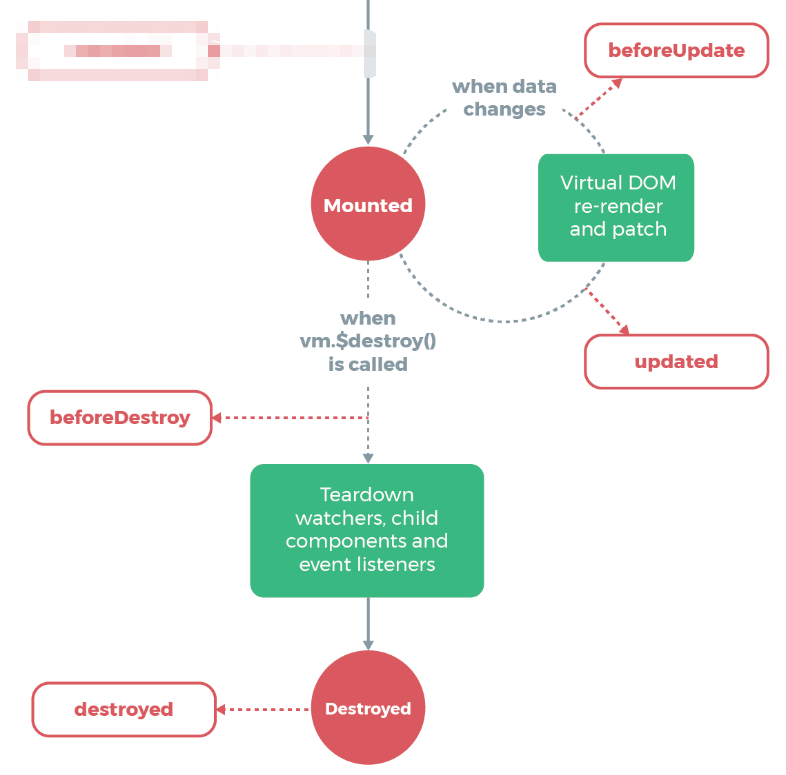 beforeUpdate
when data
changes
Virtual DOM
re-render
and patch
Mounted
when
vm.$destroy()
is called
updated
beforeDestroy
Teardown
watchers, child
components and
event listeners
destroyed
Destroyed